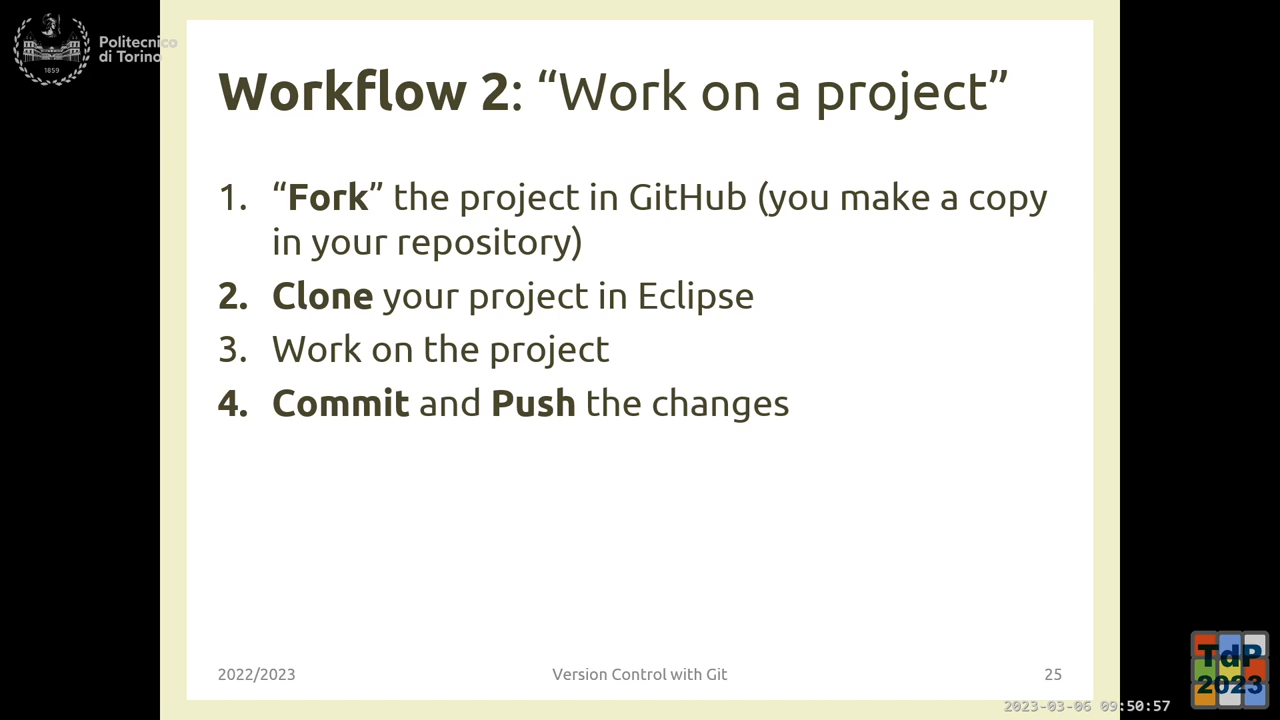 Politecnico
di Torino
1859
Workflow 2: “Work on a project”
1. “Fork” the project in GitHub (you make a copy
in your repository)
2. Clone your project in Eclipse
3. Work on the project
4. Commit and Push the changes
2022/2023
Version Control with Git
25
TdP
2023
2023-03-06 09:50:57